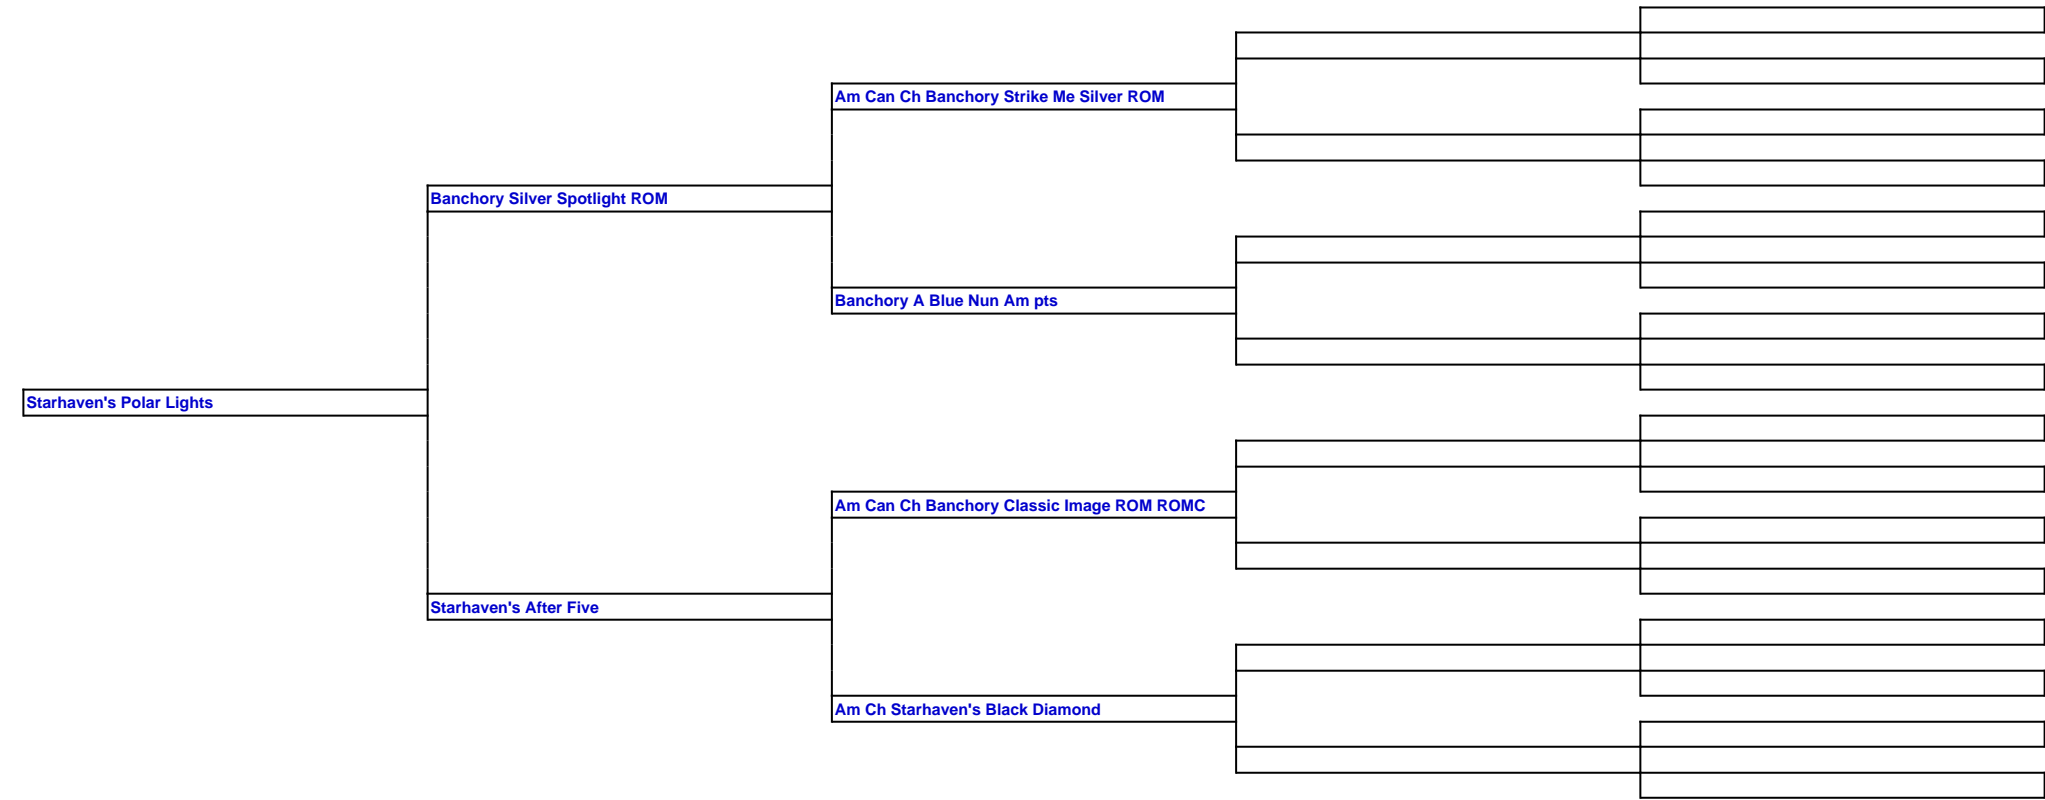 Am Can Ch Banchory Strike Me Silver ROM
Banchory Silver Spotlight ROM
Banchory A Blue Nun Am pts
Starhaven's Polar Lights
Am Can Ch Banchory Classic Image ROM ROMC
Starhaven's After Five
Am Ch Starhaven's Black Diamond